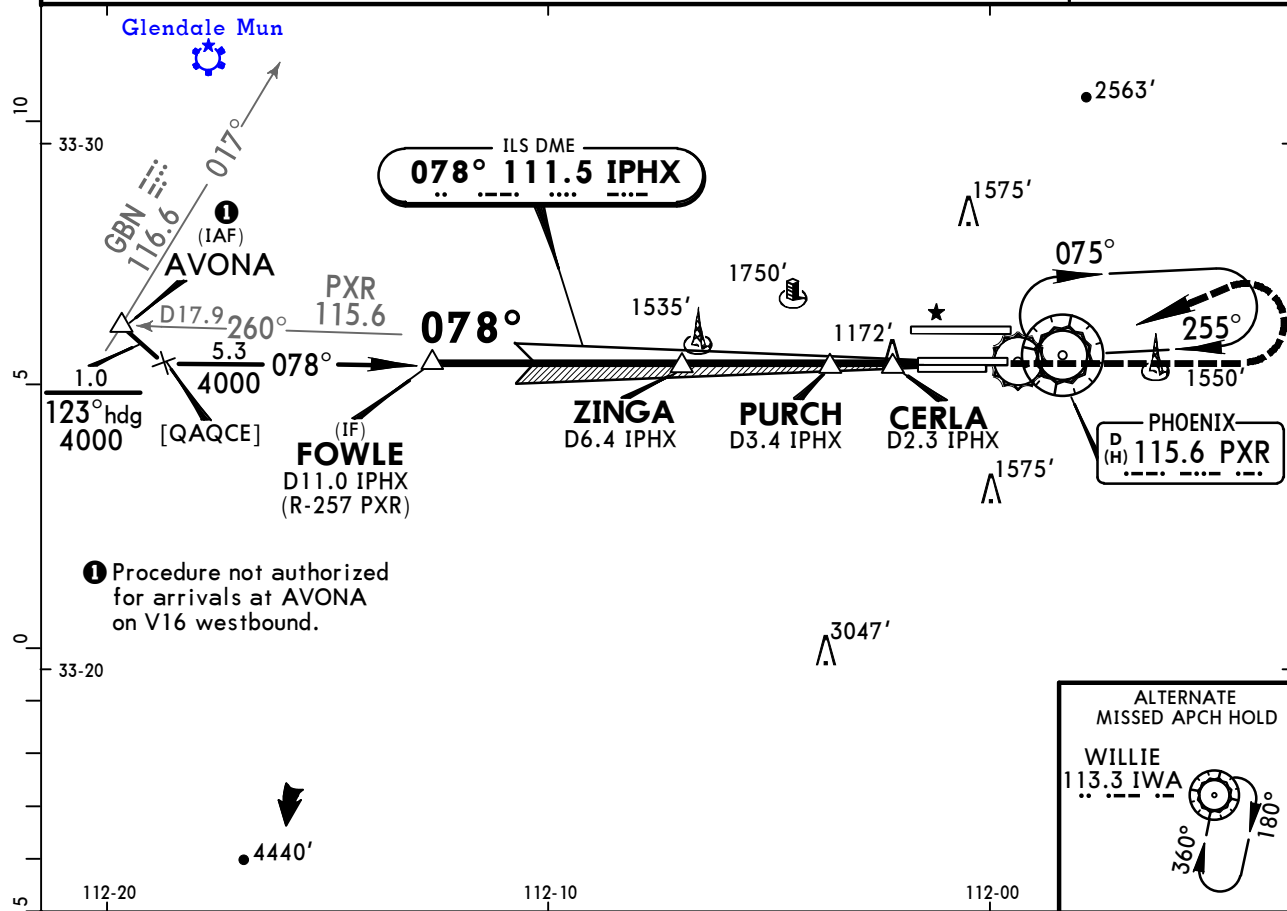 Glendale Mun
10
33-30
2563'
ILS DME
078° 111.5 IPHX
017°
GBN
116.6
1
(IAF)
AVONA
1575'
075°
1750'
PXR
115.6
D17.9
260°
1535'
078°
1172'
255°
5
5.3
4000
078°
1550'
1.0
123°hdg
4000
[QAQCE]
(IF)
FOWLE
D11.0 IPHX
(R-257 PXR)
ZINGA
D6.4 IPHX
PURCH
D3.4 IPHX
CERLA
D2.3 IPHX
PHOENIX
D
(H) 115.6 PXR
1575'
1 Procedure not authorized
for arrivals at AVONA
on V16 westbound.
0
33-20
3047'
ALTERNATE
MISSED APCH HOLD
WILLIE
113.3 IWA
180°
360°
4440'
5
112-20
112-10
112-00